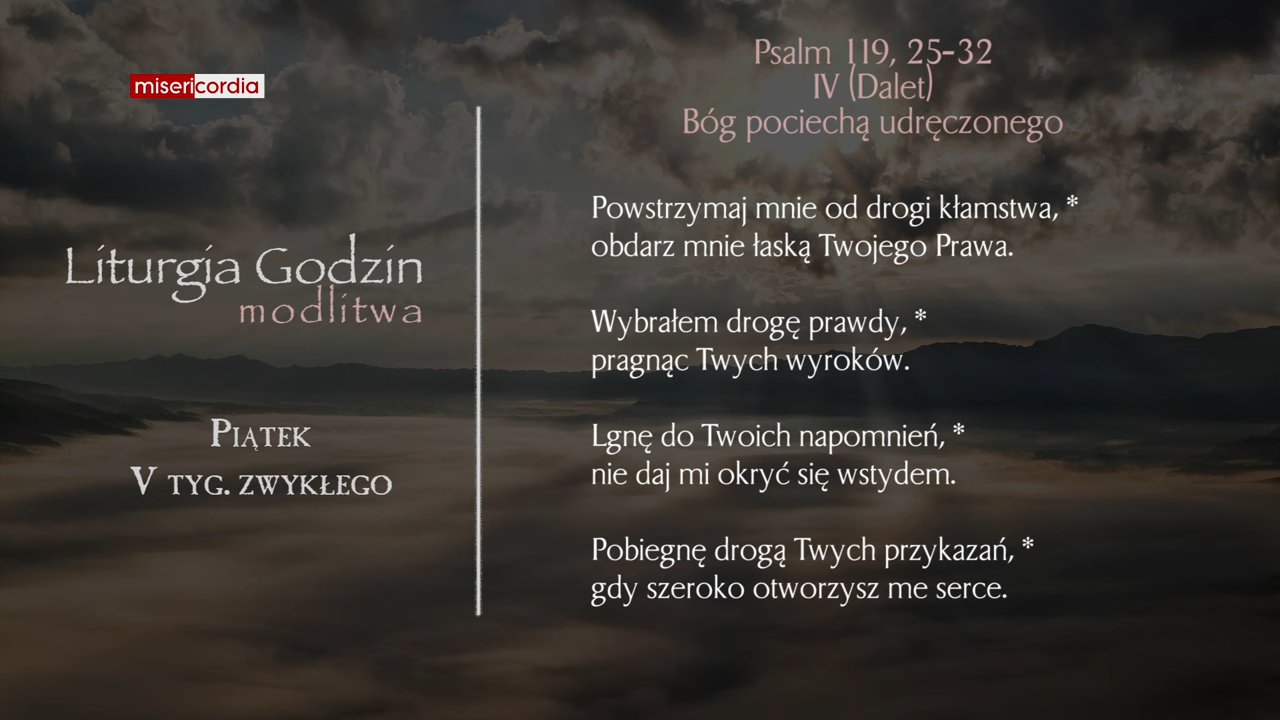 misericordia
Liturgia Godzin
modlitwa
Piątek
V tyg. zwykłego
Psalm 119, 25-32
IV (Dalet)
Bóg pociechą udręczonego
Powstrzymaj mnie od drogi kłamstwa, *
obdarz mnie łaską Twojego Prawa.
Wybrałem drogę prawdy, *
pragnąc Twych wyroków.
Lgnę do Twoich napomnień, *
nie daj mi okryć się wstydem.
Pobiegnę drogą Twych przykazań, *
gdy szeroko otworzysz me serce.